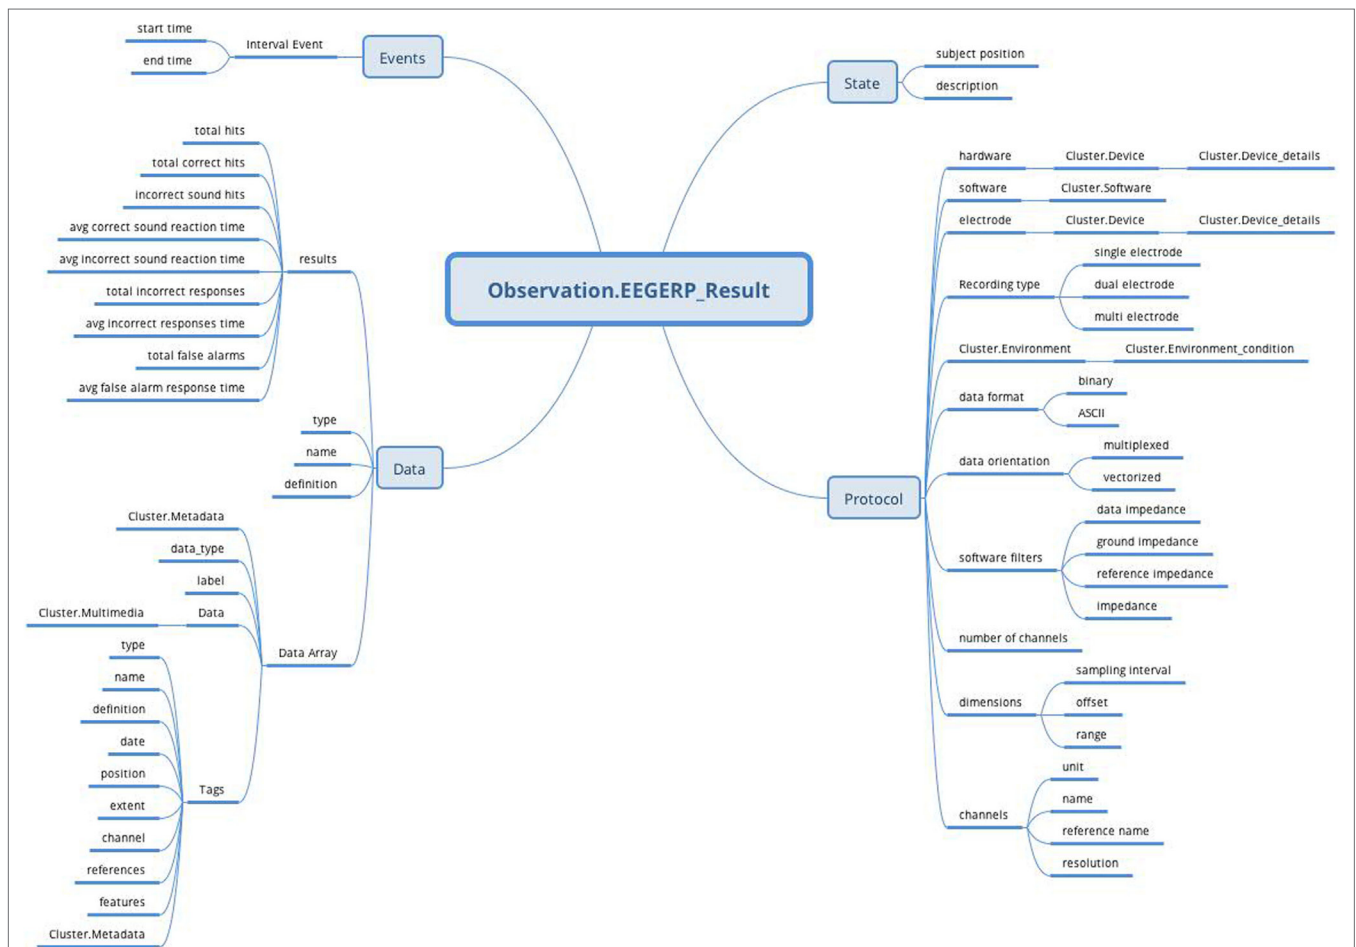 Observation.EEGERP_Result
Events
Interval Event
start time
end time
State
subject position
description
Data
results
total hits
total correct hits
incorrect sound hits
avg correct sound reaction time
avg incorrect sound reaction time
total incorrect responses
avg incorrect responses time
total false alarms
avg false alarm response time
type
name
definition
Data Array
Cluster.Metadata
data_type
label
Data
Cluster.Multimedia
Tags
type
name
definition
date
position
extent
channel
references
features
Cluster.Metadata
Protocol
hardware
Cluster.Device
Cluster.Device_details
software
Cluster.Software
electrode
Cluster.Device
Cluster.Device_details
Recording type
single electrode
dual electrode
multi electrode
Cluster.Environment
Cluster.Environment_condition
data format
binary
ASCII
data orientation
multiplexed
vectorized
software filters
data impedance
ground impedance
reference impedance
impedance
number of channels
dimensions
sampling interval
offset
range
channels
unit
name
reference name
resolution